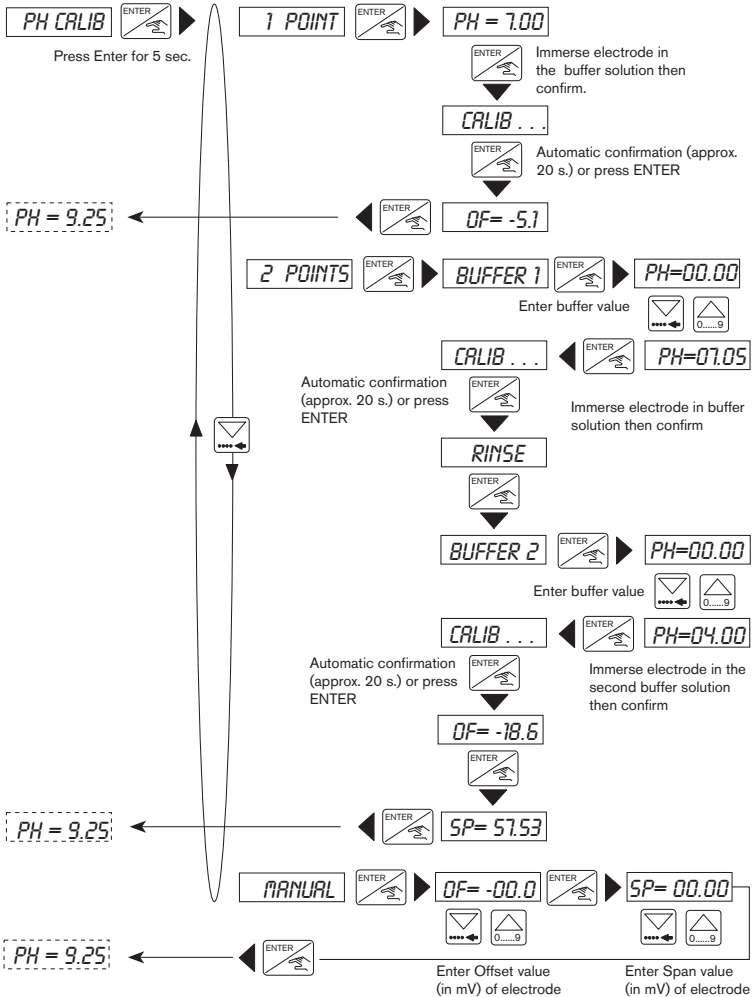 PH CALIB
ENTER
Press Enter for 5 sec.
1 POINT
ENTER
PH = 7.00
ENTER
Immerse electrode in
the buffer solution then
confirm.
CALIB . . .
ENTER
Automatic confirmation (approx.
20 s.) or press ENTER
OF= -5.1
ENTER
PH = 9.25
2 POINTS
ENTER
BUFFER 1
ENTER
PH=00.00
Enter buffer value
0......9
PH=07.05
ENTER
CALIB . . .
Immerse electrode in buffer
solution then confirm
Automatic confirmation
(approx. 20 s.) or press
ENTER
ENTER
RINSE
ENTER
BUFFER 2
ENTER
PH=00.00
Enter buffer value
0......9
PH=04.00
ENTER
CALIB . . .
Immerse electrode in the
second buffer solution
then confirm
Automatic confirmation
(approx. 20 s.) or press
ENTER
ENTER
OF= -18.6
ENTER
SP= 57.53
ENTER
PH = 9.25
MANUAL
ENTER
OF= -00.0
ENTER
SP= 00.00
0......9
0......9
Enter Offset value
(in mV) of electrode
Enter Span value
(in mV) of electrode
ENTER
PH = 9.25